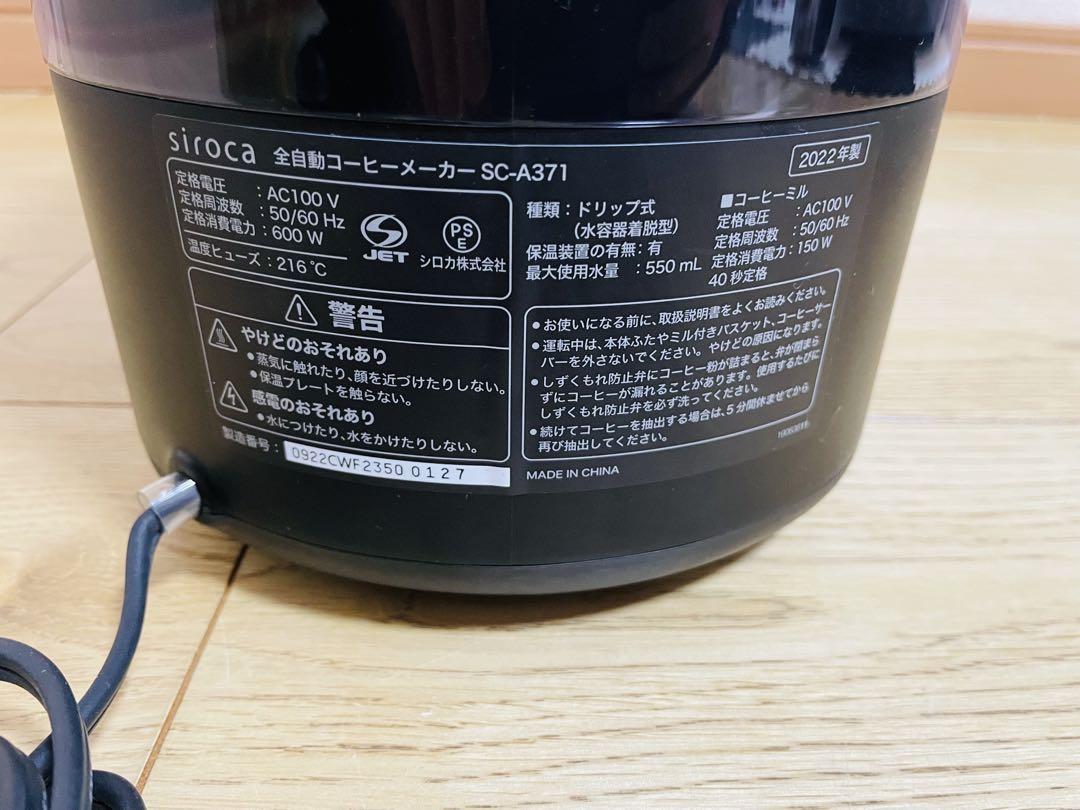 siroca 全自動コーヒーメーカー SC-A371
2022年製
定格電圧 : AC100 V
定格周波数 : 50/60 Hz
定格消費電力 : 600 W
温度ヒューズ : 216℃
JET
PS
E
シロカ株式会社
種類 : ドリップ式
(水容器着脱型)
保温装置の有無 : 有
最大使用水量 : 550 mL
■コーヒーミル
定格電圧 : AC100 V
定格周波数 : 50/60 Hz
定格消費電力 : 150 W
40 秒定格
警告
やけどのおそれあり
●蒸気に触れたり、顔を近づけたりしない。
●保温プレートを触らない。
感電のおそれあり
●水につけたり、水をかけたりしない。
製造番号 : 0922CWF2350 0127
●お使いになる前に、取扱説明書をよくお読みください。
●運転中は、本体ふたやミル付きバスケット、コーヒーサー
バーを外さないでください。やけどの原因になります。
●しずくもれ防止弁にコーヒー粉が詰まると、弁が閉まら
ずにコーヒーが漏れることがあります。使用するたびに
しずくもれ防止弁を必ず洗ってください。
●続けてコーヒーを抽出する場合は、5分間休ませてから
再び抽出してください。
MADE IN CHINA